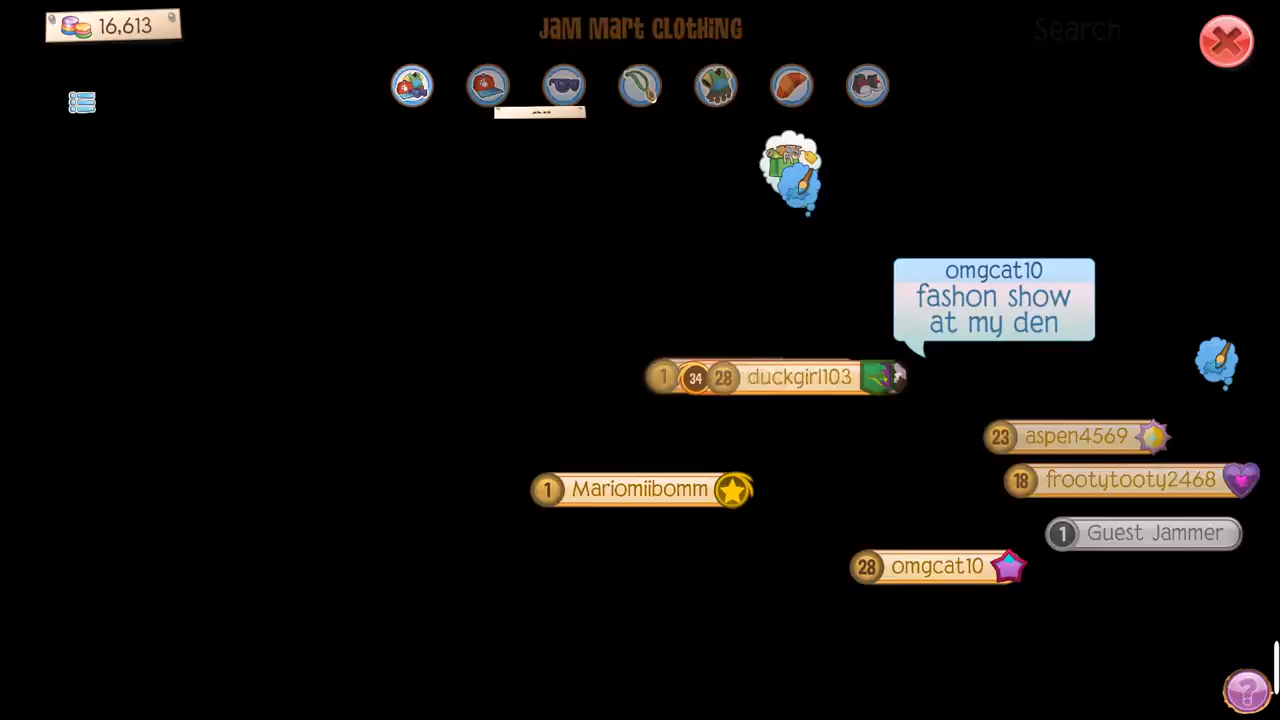 16,613
JaM MaRt CLOTHING
Search
omgcat10
fashon show
at my den
1 34 28 duckgirl103
23 aspen4569
18 frootytooty2468
1 Mariomiibomm
1 Guest Jammer
28 omgcat10
?